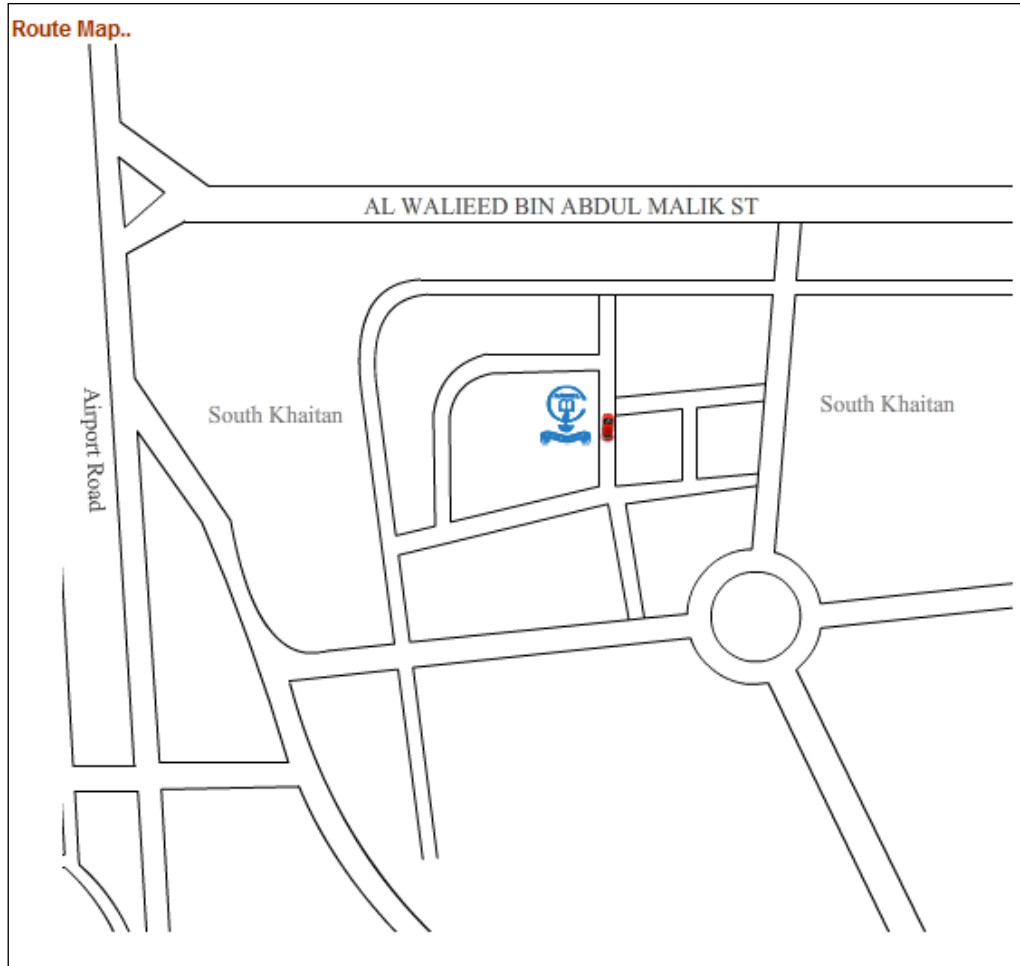 Route Map..
AL WALIEED BIN ABDUL MALIK ST
Airport Road
South Khaitan
South Khaitan